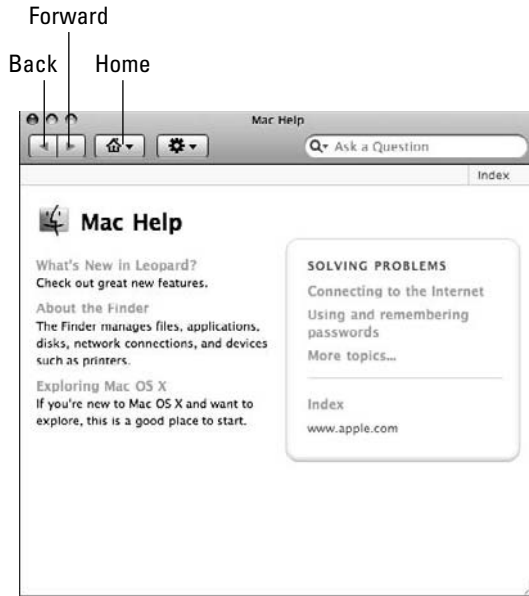 Forward
Back Home
Mac Help
Ask a Question
Index
Mac Help
What's New in Leopard?
Check out great new features.
About the Finder
The Finder manages files, applications,
disks, network connections, and devices
such as printers.
Exploring Mac OS X
If you're new to Mac OS X and want to
explore, this is a good place to start.
SOLVING PROBLEMS
Connecting to the Internet
Using and remembering
passwords
More topics...
Index
www.apple.com